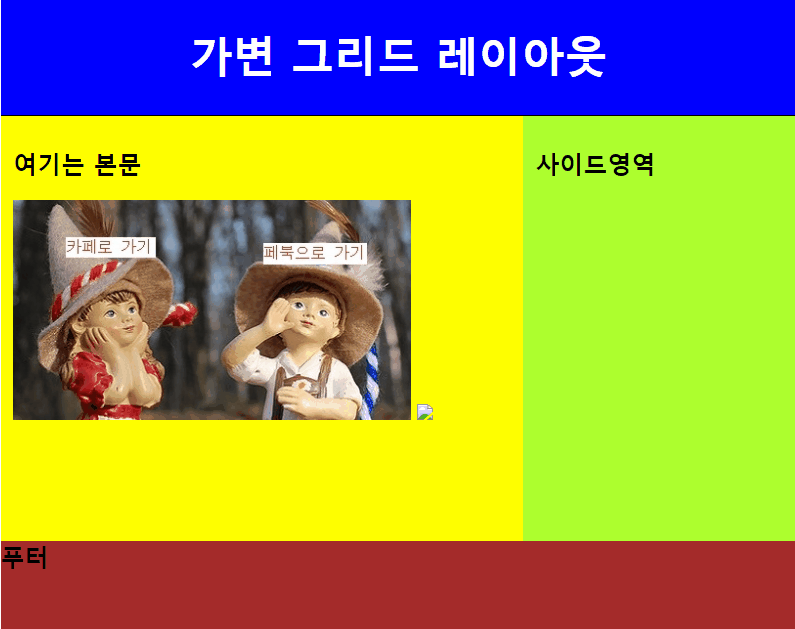 가변 그리드 레이아웃
여기는 본문
사이드영역
카페로 가기
페북으로 가기
푸터